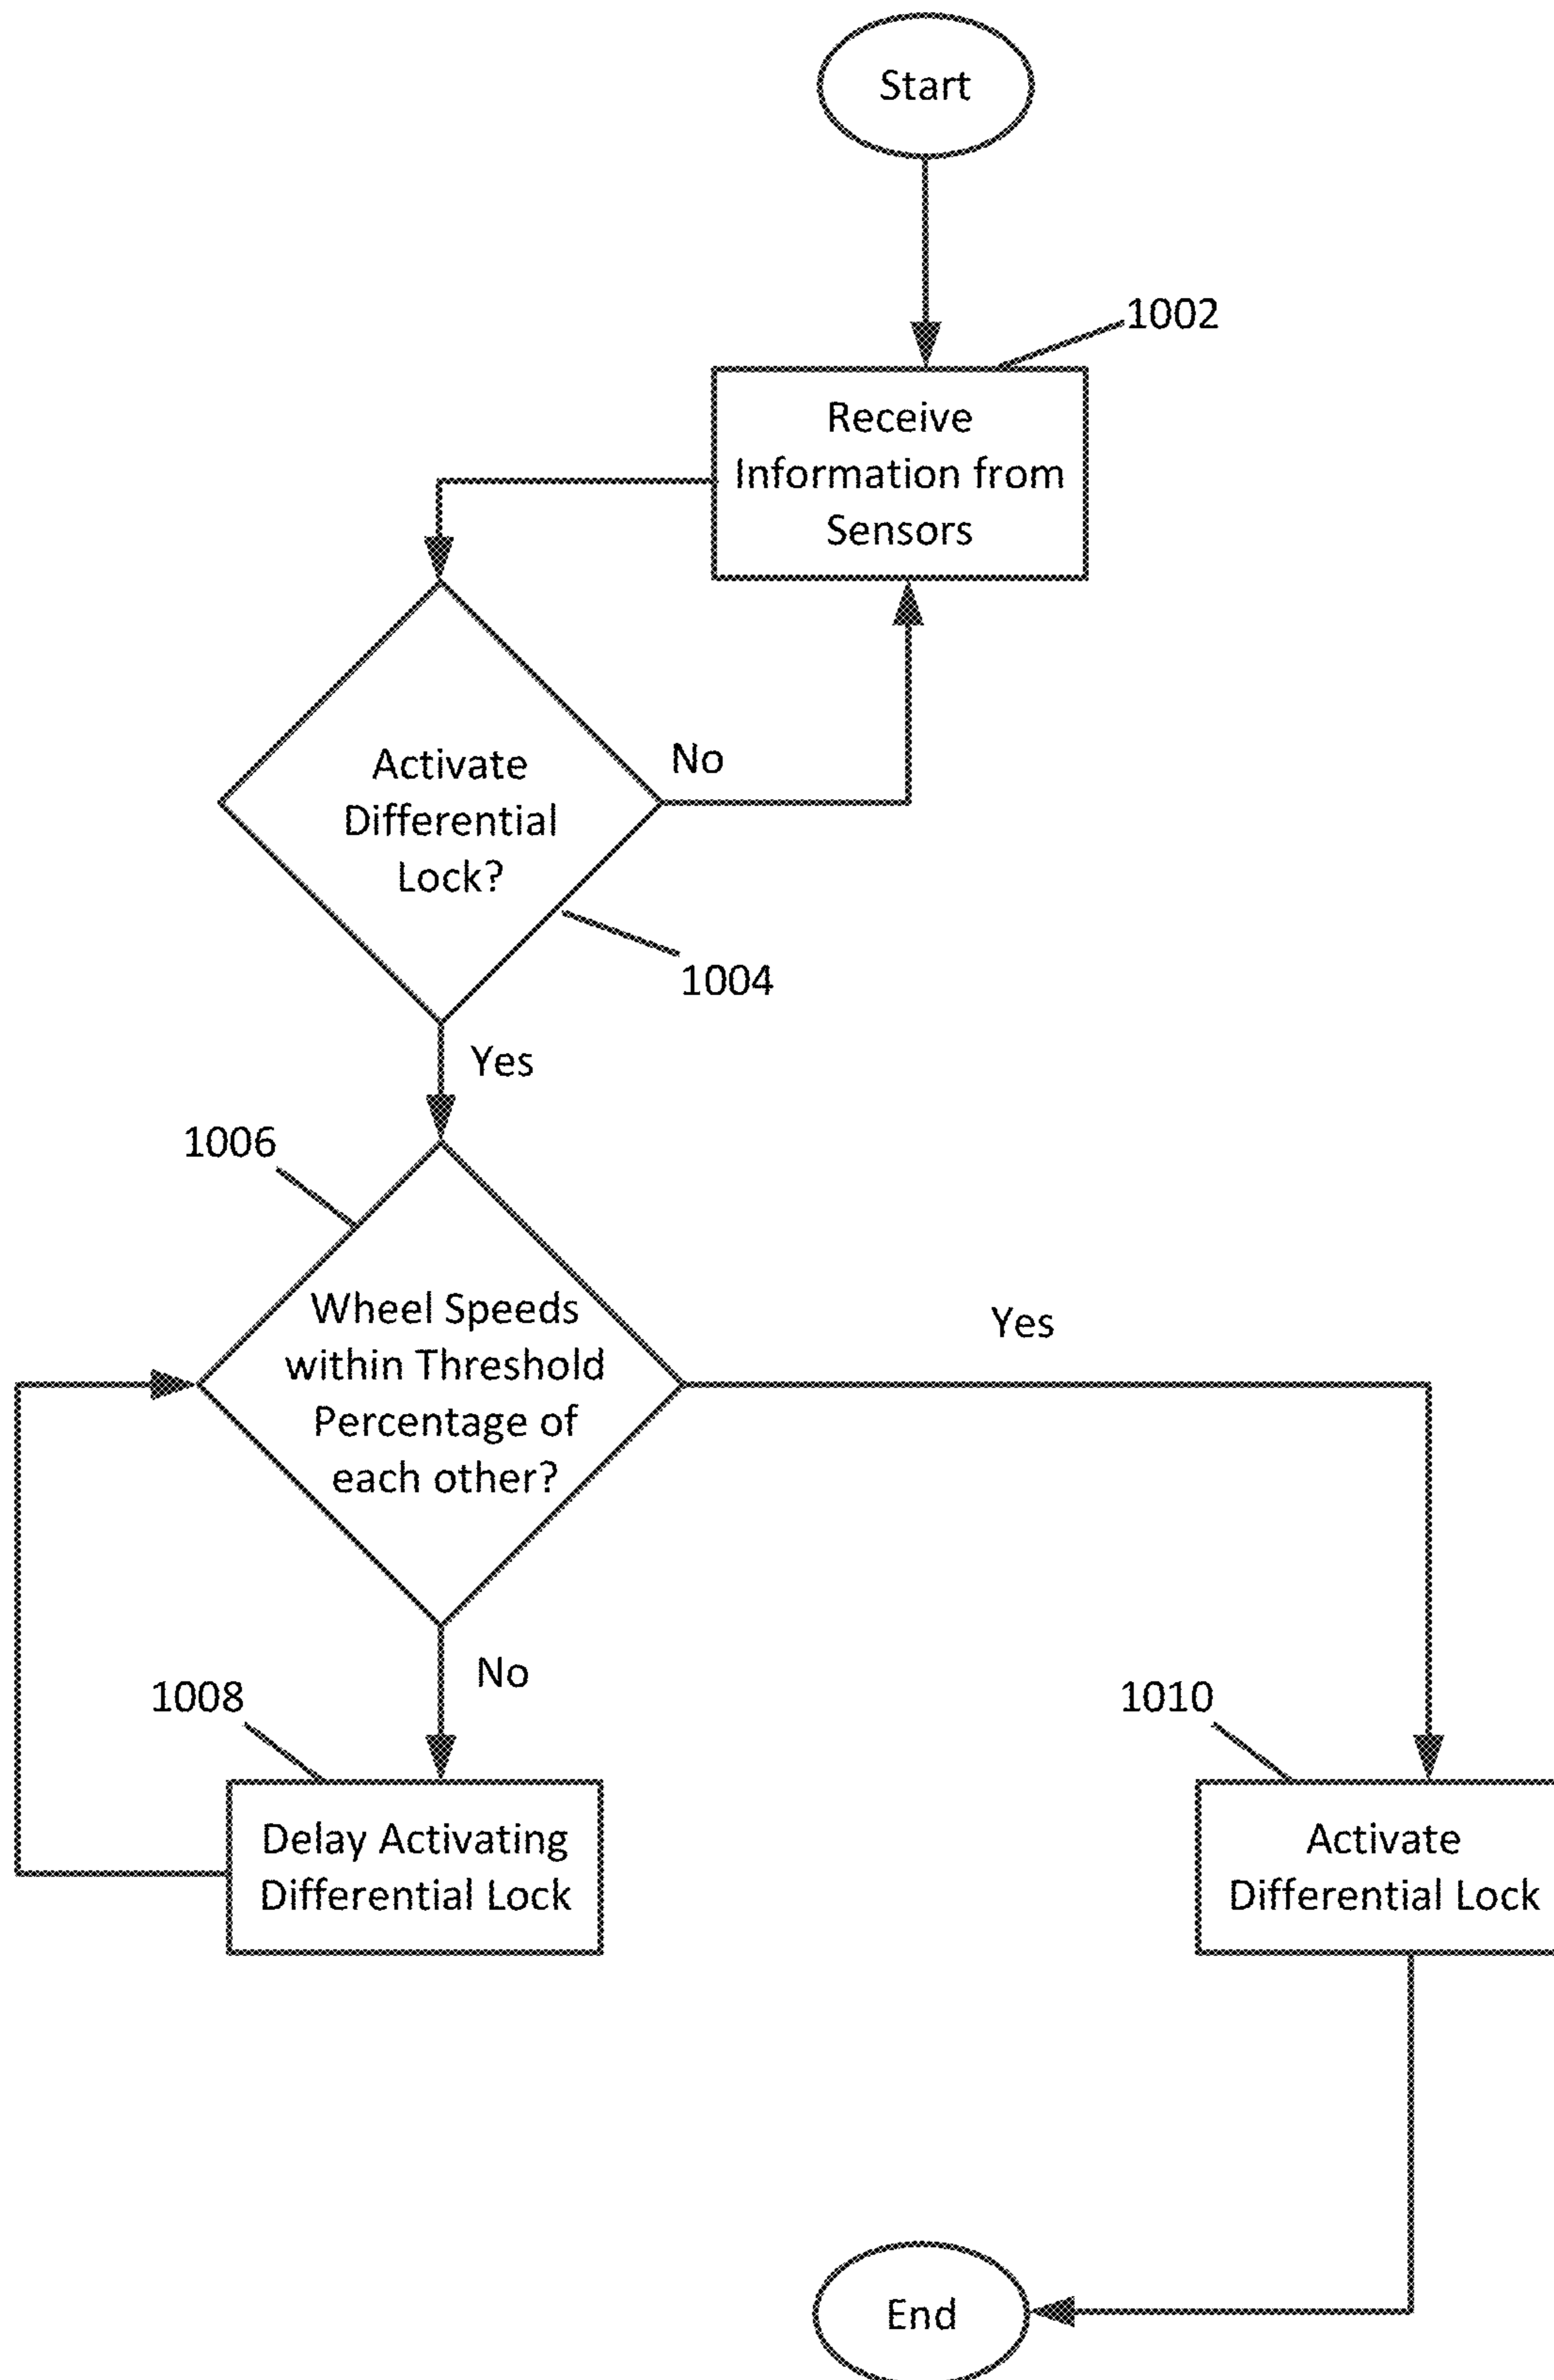 Start
1002
Receive
Information from
Sensors
Activate
Differential
Lock?
No
1004
Yes
1006
Wheel Speeds
within Threshold
Percentage of
each other?
Yes
No
1008
Delay Activating
Differential Lock
1010
Activate
Differential Lock
End